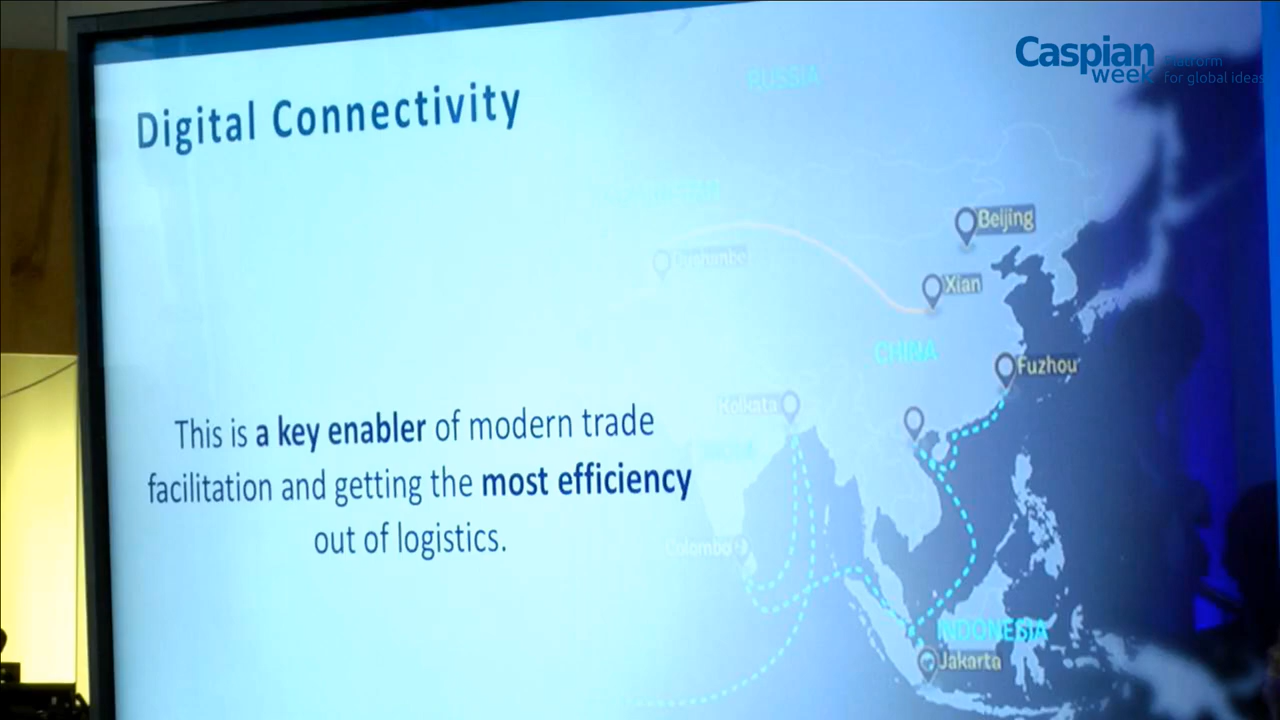 Caspian
week
Platform
for global ideas
Digital Connectivity
RUSSIA
Beijing
Dushanbe
Xian
CHINA
Fuzhou
Kolkata
This is a key enabler of modern trade
facilitation and getting the most efficiency
out of logistics.
INDIA
Colombo
INDONESIA
Jakarta